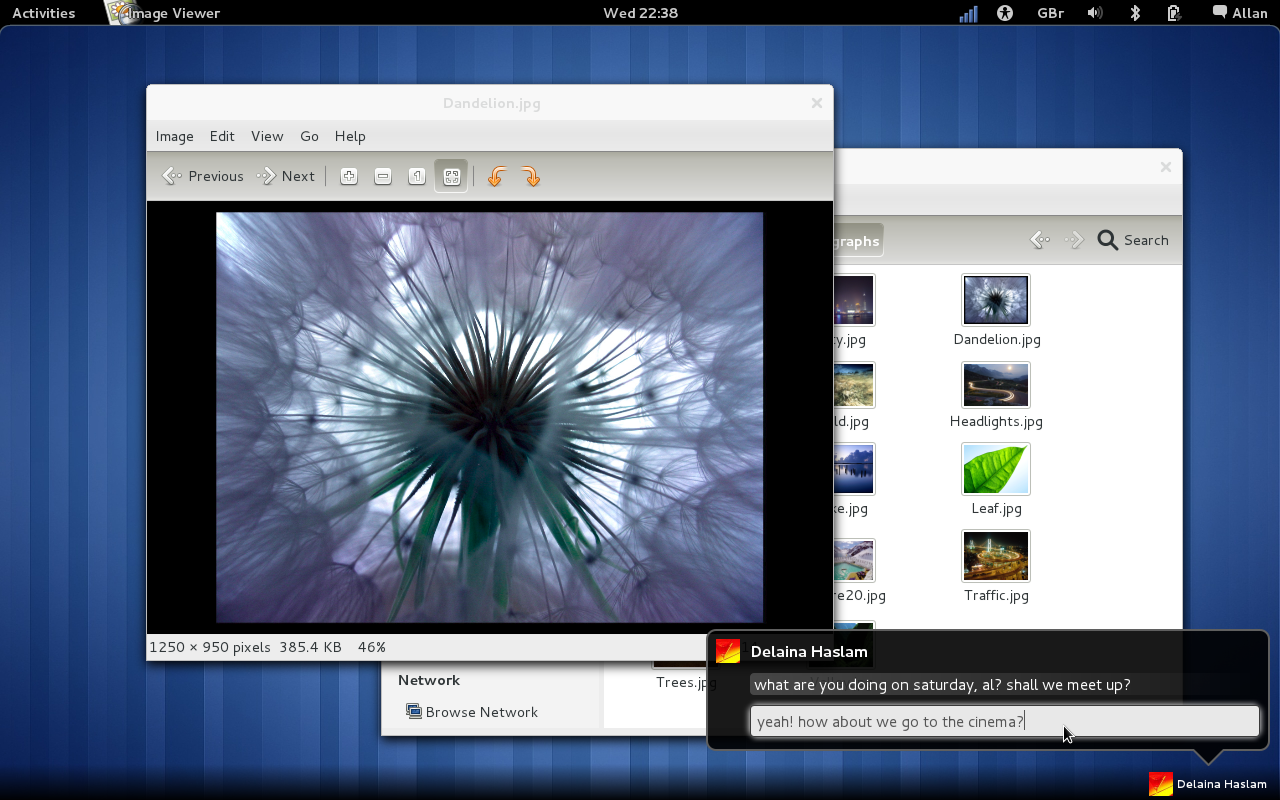 Activities
Image Viewer
Wed 22:38
GBr
Allan
Dandelion.jpg
Image Edit View Go Help
Previous Next
1
graphs
Search
ty.jpg
Dandelion.jpg
ld.jpg
Headlights.jpg
ke.jpg
Leaf.jpg
re20.jpg
Traffic.jpg
1250 × 950 pixels 385.4 KB 46%
Trees.jpg
Network
Browse Network
Delaina Haslam
what are you doing on saturday, al? shall we meet up?
yeah! how about we go to the cinema?
Delaina Haslam